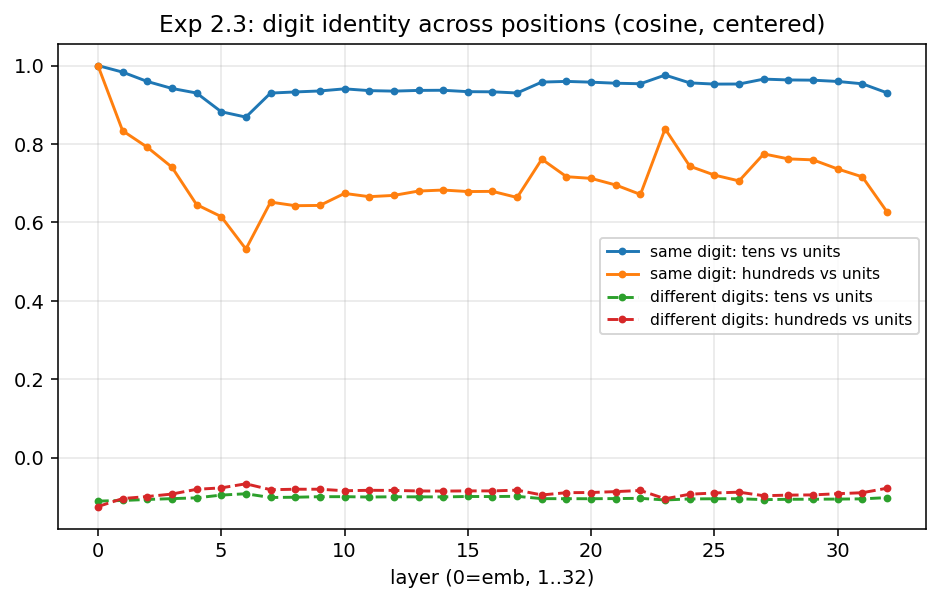 Exp 2.3: digit identity across positions (cosine, centered)
1.0
0.8
0.6
0.4
0.2
0.0
same digit: tens vs units
same digit: hundreds vs units
different digits: tens vs units
different digits: hundreds vs units
0 5 10 15 20 25 30
layer (0=emb, 1..32)